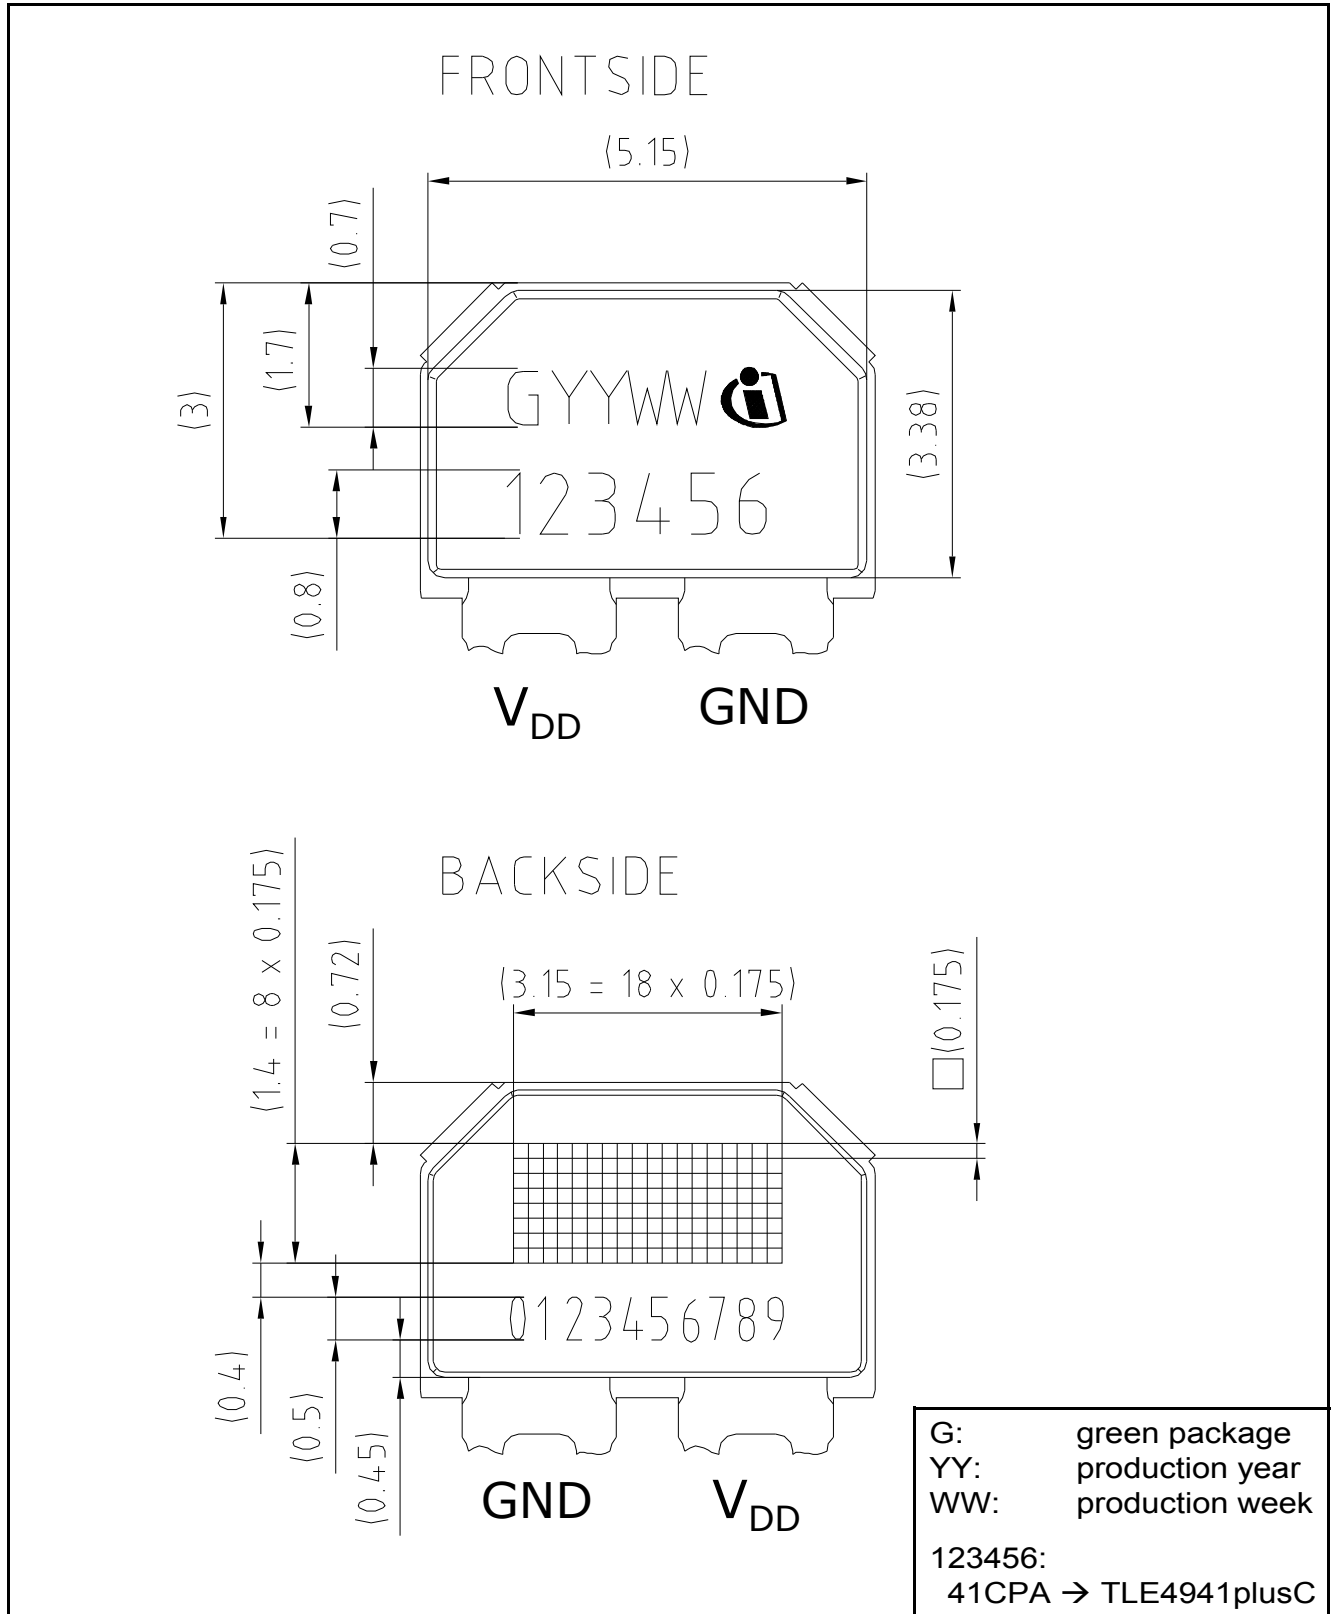 FRONTSIDE
(5.15)
(0.7)
(1.7)
(3)
(3.38)
GYYWW
123456
(0.8)
VDD GND
BACKSIDE
(1.4 = 8 x 0.175)
(0.72)
(3.15 = 18 x 0.175)
□(0.175)
0123456789
(0.4)
(0.5)
(0.45)
GND VDD
G: green package
YY: production year
WW: production week
123456:
41CPA → TLE4941plusC